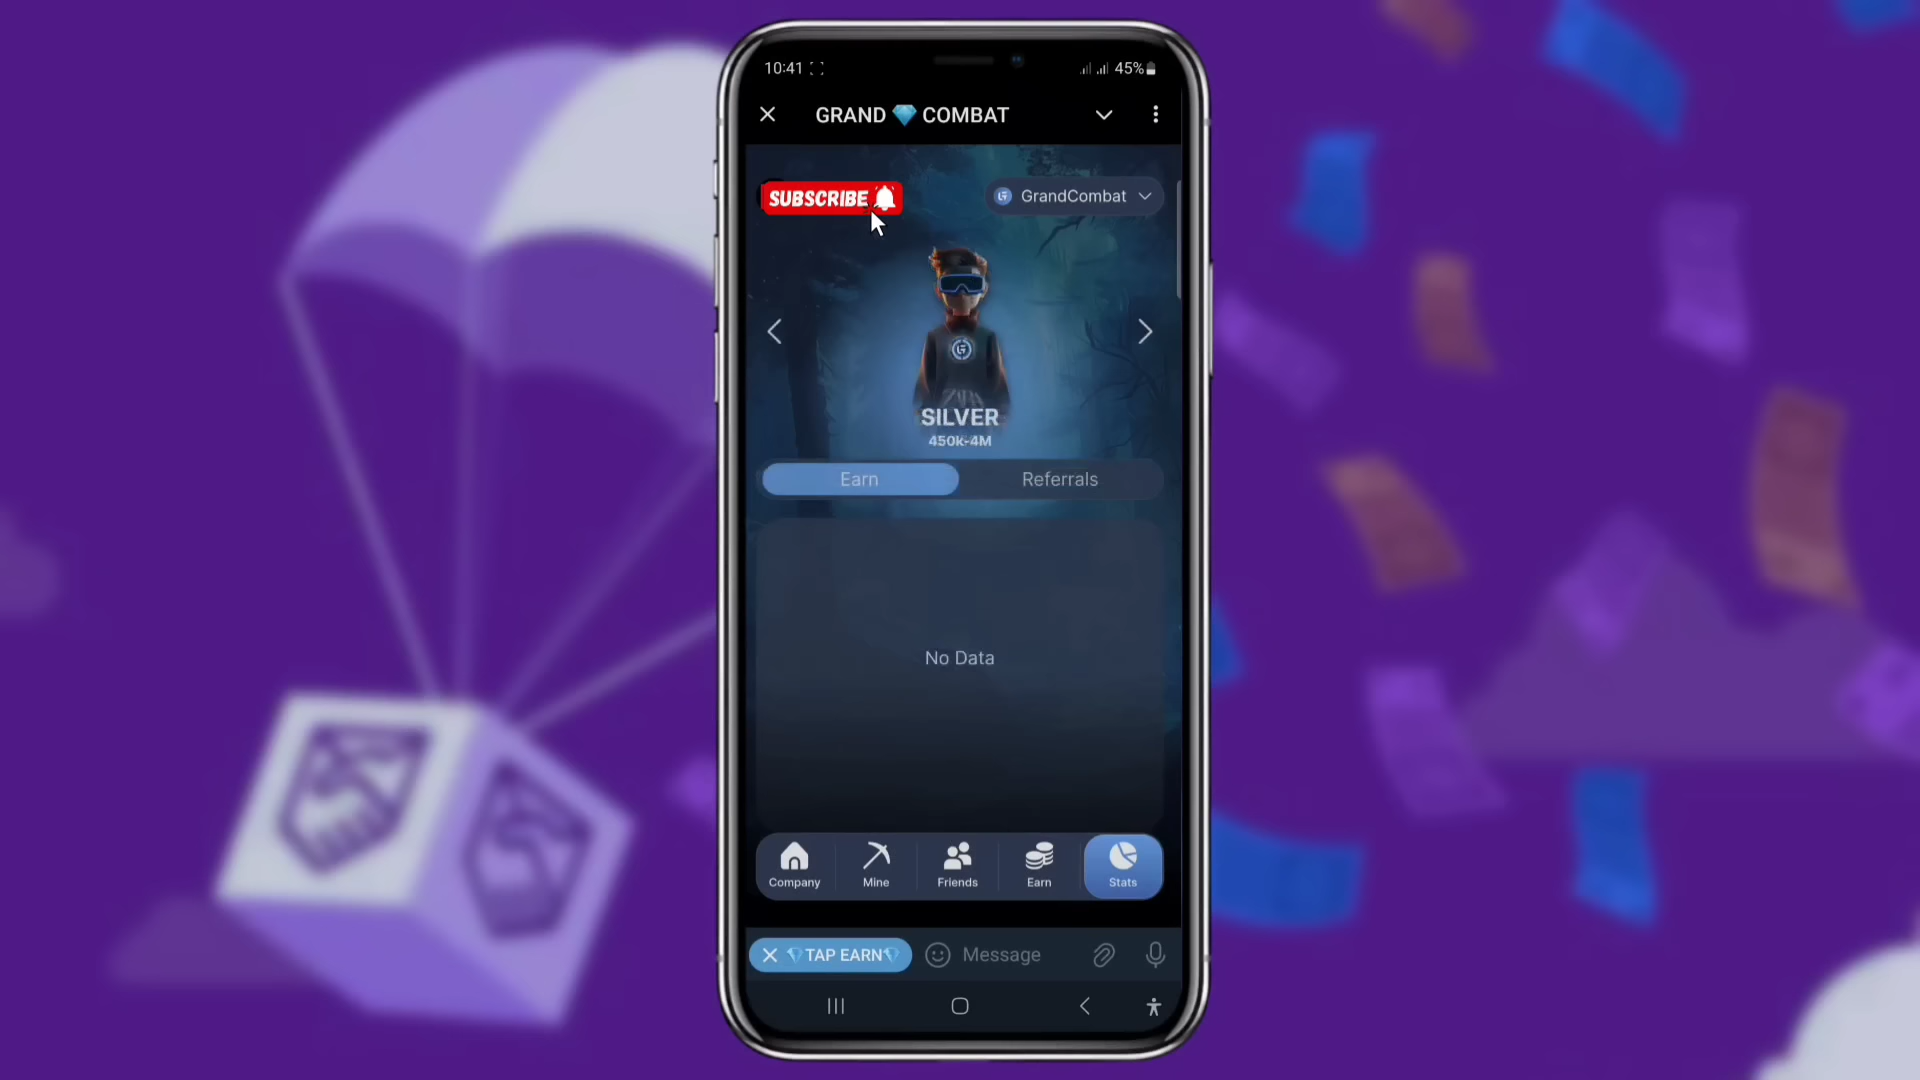 10:41
45%
GRAND 💎 COMBAT
SUBSCRIBE
GrandCombat
SILVER
450k-4M
Earn
Referrals
No Data
Company
Mine
Friends
Earn
Stats
💎TAP EARN💎
Message